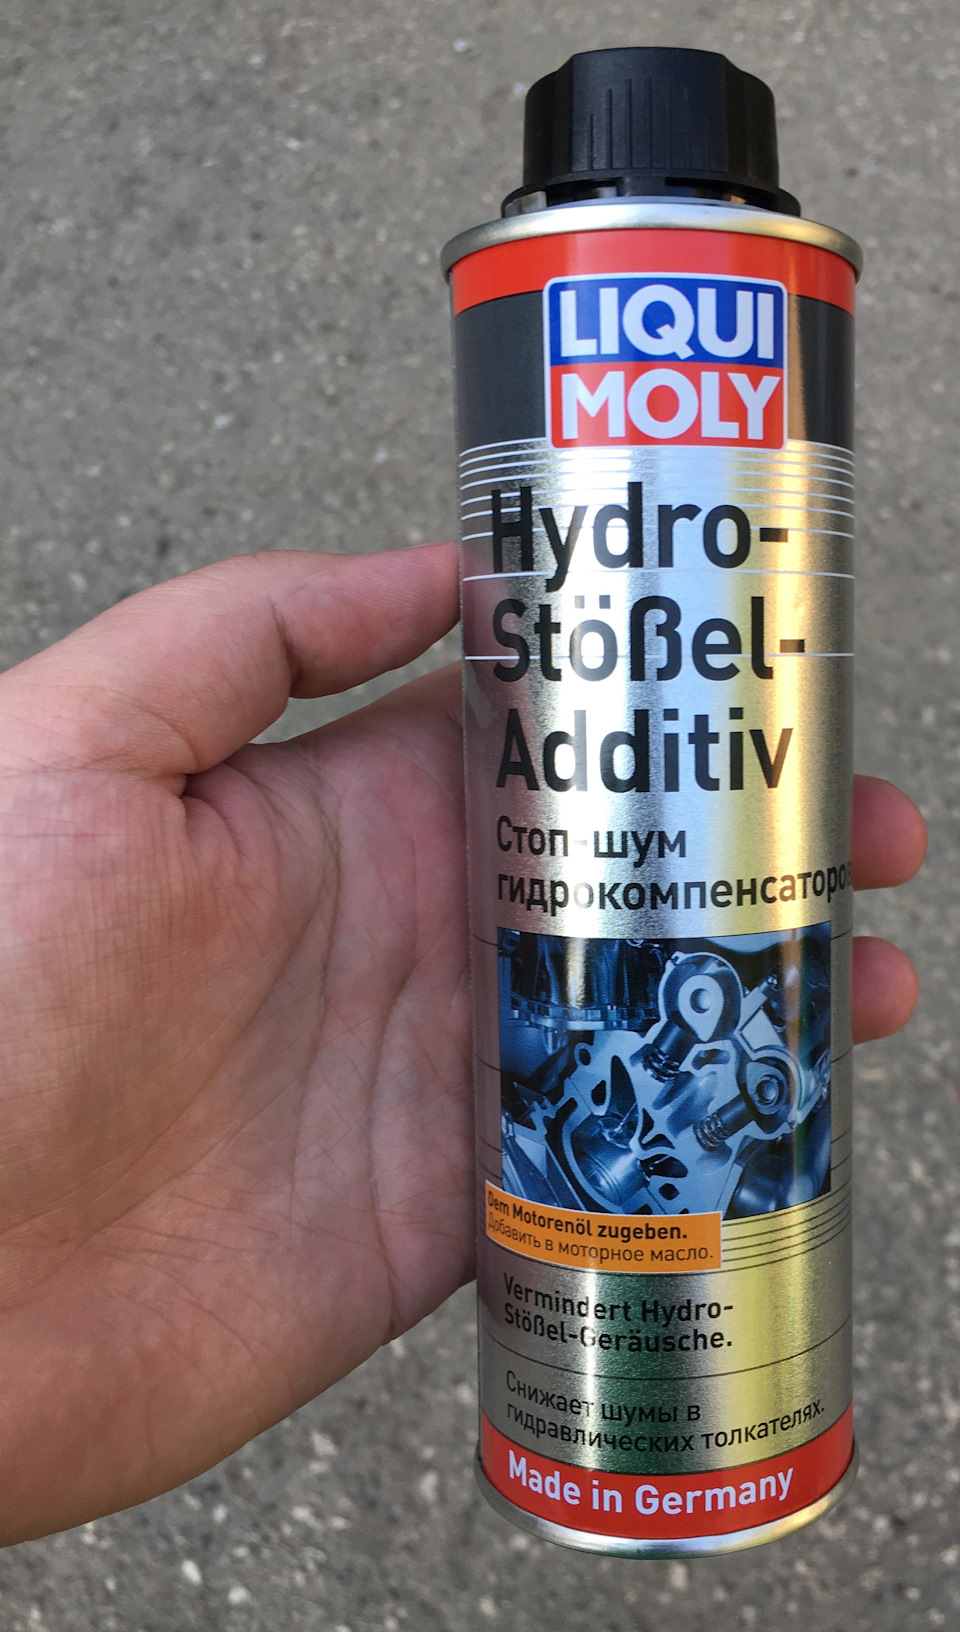 LIQUI
MOLY
Hydro-
Stößel-
Additiv
Стоп-шум
гидрокомпенсаторов
Dem Motorenöl zugeben.
Добавить в моторное масло.
Vermindert Hydro-
Stößel-Geräusche.
Снижает шумы в
гидравлических толкателях.
Made in Germany